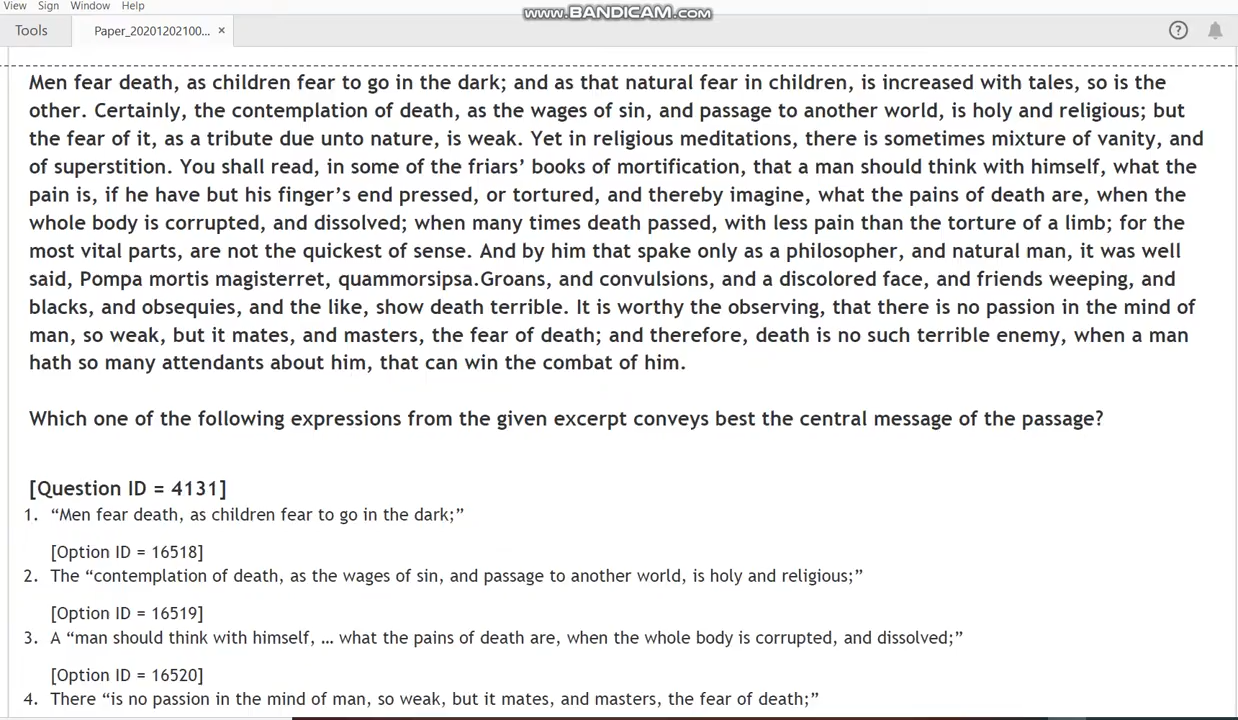 View Sign Window Help
www.BANDICAM.com
Tools Paper_20201202100... ×
Men fear death, as children fear to go in the dark; and as that natural fear in children, is increased with tales, so is the
other. Certainly, the contemplation of death, as the wages of sin, and passage to another world, is holy and religious; but
the fear of it, as a tribute due unto nature, is weak. Yet in religious meditations, there is sometimes mixture of vanity, and
of superstition. You shall read, in some of the friars’ books of mortification, that a man should think with himself, what the
pain is, if he have but his finger’s end pressed, or tortured, and thereby imagine, what the pains of death are, when the
whole body is corrupted, and dissolved; when many times death passed, with less pain than the torture of a limb; for the
most vital parts, are not the quickest of sense. And by him that spake only as a philosopher, and natural man, it was well
said, Pompa mortis magisterret, quammorsipsa.Groans, and convulsions, and a discolored face, and friends weeping, and
blacks, and obsequies, and the like, show death terrible. It is worthy the observing, that there is no passion in the mind of
man, so weak, but it mates, and masters, the fear of death; and therefore, death is no such terrible enemy, when a man
hath so many attendants about him, that can win the combat of him.
Which one of the following expressions from the given excerpt conveys best the central message of the passage?
[Question ID = 4131]
1. “Men fear death, as children fear to go in the dark;”
[Option ID = 16518]
2. The “contemplation of death, as the wages of sin, and passage to another world, is holy and religious;”
[Option ID = 16519]
3. A “man should think with himself, … what the pains of death are, when the whole body is corrupted, and dissolved;”
[Option ID = 16520]
4. There “is no passion in the mind of man, so weak, but it mates, and masters, the fear of death;”